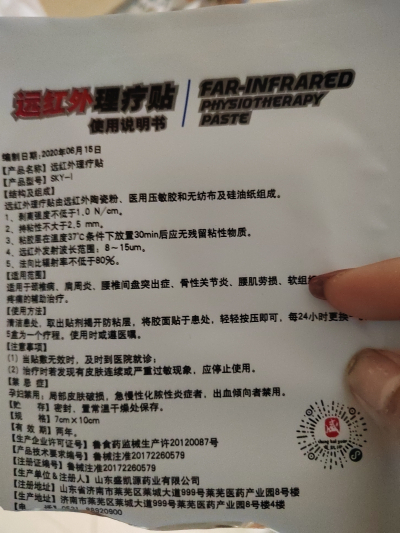 远红外理疗贴
使用说明书
FAR-INFRARED
PHYSIOTHERAPY
PASTE
编制日期:2020年06月15日
【产品名称】远红外理疗贴
【产品型号】SKY-I
【结构及组成】
远红外理疗贴由远红外陶瓷粉、医用压敏胶和无纺布及硅油纸组成。
1、剥离强度不低于1.0 N/cm。
2、持粘性不大于2.5 mm。
3、粘胶层在温度37℃条件下放置30min后应无残留粘性物质。
4、远红外发射波长范围:8～15um。
5、法向比辐射率不低于80%。
【适用范围】
适用于颈椎病、肩周炎、腰椎间盘突出症、骨性关节炎、腰肌劳损、软组
疼痛的辅助治疗。
【使用方法】
清洁患处,取出贴剂揭开防粘层,将胶面贴于患处,轻轻按压即可,每24小时更换
5盒为一个疗程。使用时或遵医嘱。
【注意事项】
(1)当贴敷无效时,及时到医院就诊;
(2)治疗时若发现有皮肤连续或严重过敏现象,应停止使用。
【禁 忌 症】
孕妇禁用;局部皮肤破损,急慢性化脓性炎症者,出血倾向者禁用。
【贮 存】密封,置常温干燥处保存。
【规 格】7cm×10cm
【有 效 期】两年。
【生产企业许可证号】鲁食药监械生产许20120087号
【产品技术要求编号】鲁械注准20172260579
【注册证编号】鲁械注准20172260579
【生产单位&注册人】山东盛凯源药业有限公司
【注册地址】山东省济南市莱芜区莱城大道999号莱芜医药产业园8号楼
【生产地址】济南市莱芜区莱城大道999号莱芜医药产业园8号楼4楼